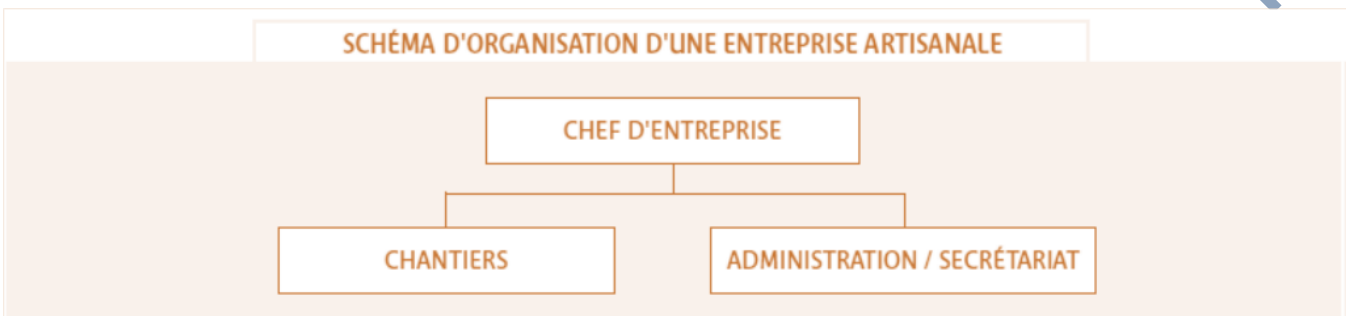 SCHÉMA D'ORGANISATION D'UNE ENTREPRISE ARTISANALE
CHEF D'ENTREPRISE
CHANTIERS
ADMINISTRATION / SECRÉTARIAT